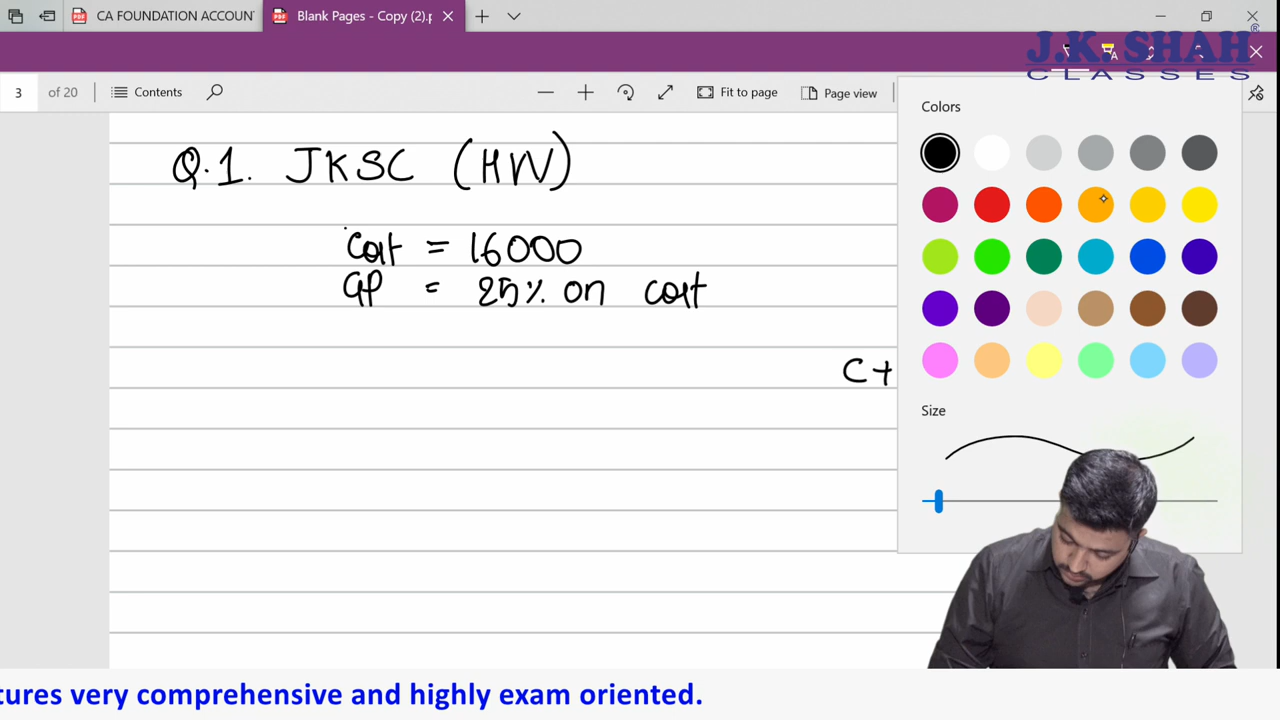 CA FOUNDATION ACCOUN
Blank Pages - Copy (2).p
J.K. SHAH®
CLASSES
3 of 20
Contents
Fit to page
Page view
Colors
Q.1. JKSC (HW)
Cost = 16000
GP = 25% on cost
C+
Size
tures very comprehensive and highly exam oriented.